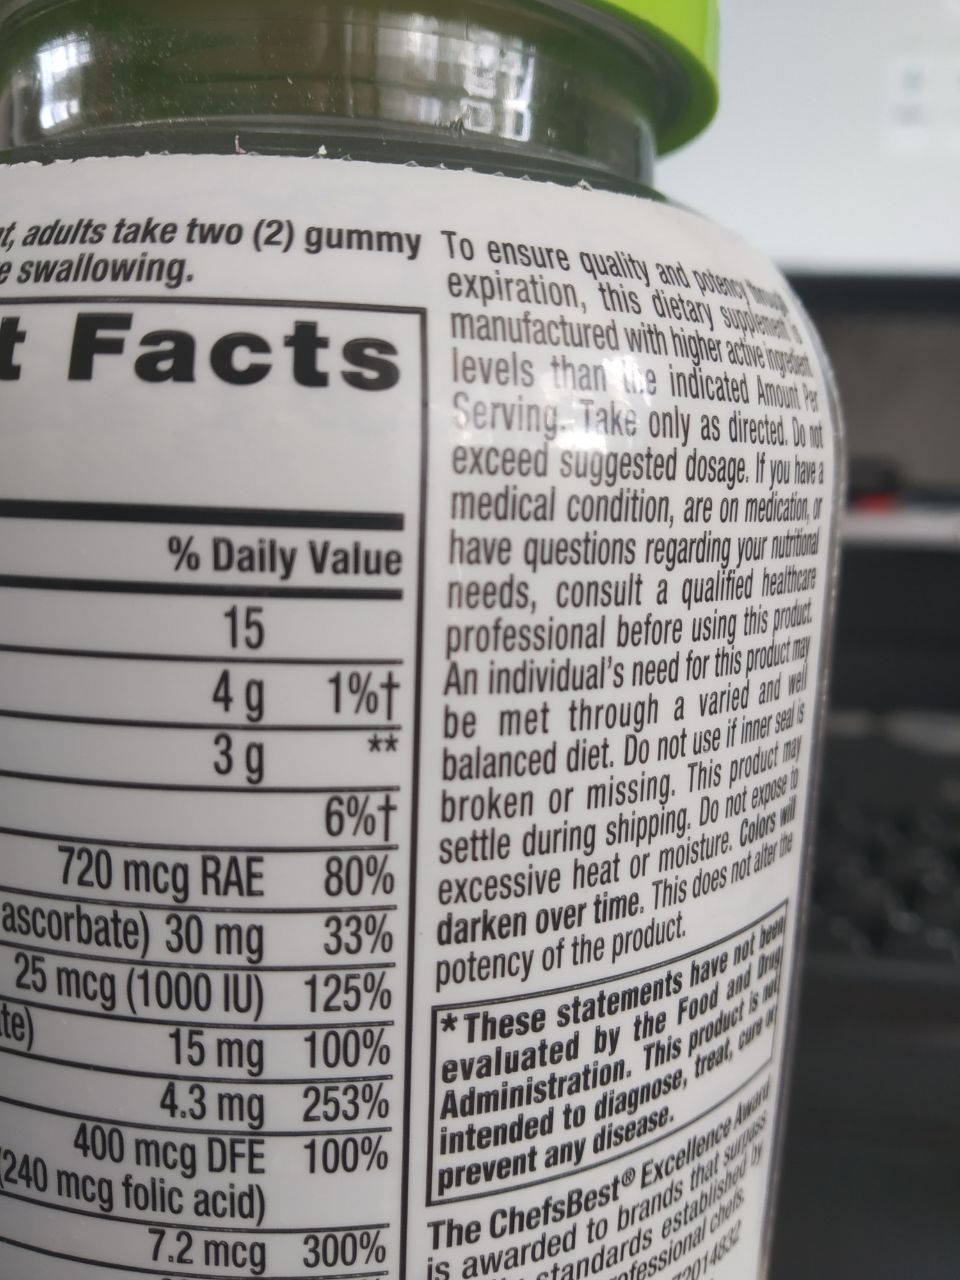 t, adults take two (2) gummy
e swallowing.
t Facts
% Daily Value
15
4 g 1%†
3 g **
6%†
720 mcg RAE 80%
ascorbate) 30 mg 33%
25 mcg (1000 IU) 125%
te) 15 mg 100%
4.3 mg 253%
400 mcg DFE 100%
(240 mcg folic acid)
7.2 mcg 300%
To ensure quality and potency through
expiration, this dietary supplement is
manufactured with higher active ingredient
levels than the indicated Amount Per
Serving. Take only as directed. Do not
exceed suggested dosage. If you have a
medical condition, are on medication, or
have questions regarding your nutritional
needs, consult a qualified healthcare
professional before using this product.
An individual's need for this product may
be met through a varied and well
balanced diet. Do not use if inner seal is
broken or missing. This product may
settle during shipping. Do not expose to
excessive heat or moisture. Colors will
darken over time. This does not alter the
potency of the product.
* These statements have not been
evaluated by the Food and Drug
Administration. This product is not
intended to diagnose, treat, cure or
prevent any disease.
The ChefsBest® Excellence Award
is awarded to brands that surpass
standards established by
ofessional chefs.
72014832